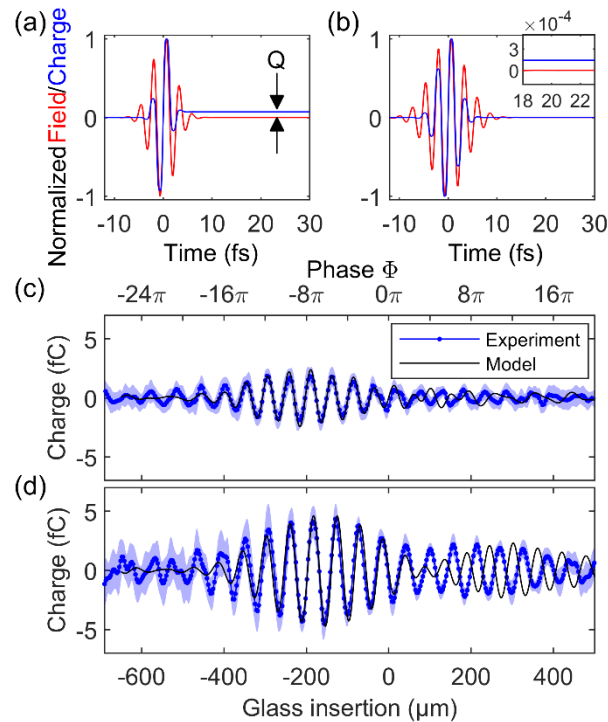 (a)
(b)
Normalized Field/Charge
1
0
-1
Q
-10 0 10 20 30
Time (fs)
1
0
-1
×10⁻⁴
3
0
18 20 22
-10 0 10 20 30
Time (fs)
Phase Φ
-24π -16π -8π 0π 8π 16π
(c)
Charge (fC)
5
0
-5
Experiment
Model
(d)
Charge (fC)
5
0
-5
-600 -400 -200 0 200 400
Glass insertion (μm)